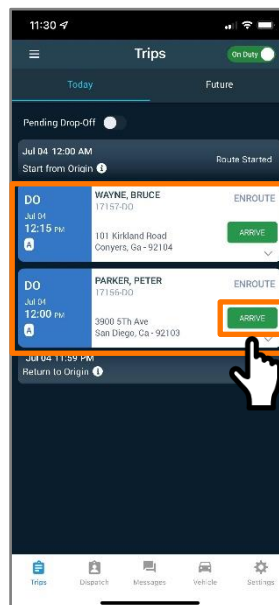 11:30
Trips
On Duty
Today Future
Pending Drop-Off
Jul 04 12:00 AM
Start from Origin
Route Started
DO WAYNE, BRUCE ENROUTE
17157-DO
Jul 04
12:15 PM
101 Kirkland Road ARRIVE
A Conyers, Ga - 92104
DO PARKER, PETER ENROUTE
17156-DO
Jul 04
12:00 PM
3900 5Th Ave ARRIVE
A San Diego, Ca - 92103
Jul 04 11:59 PM
Return to Origin
Trips Dispatch Messages Vehicle Settings